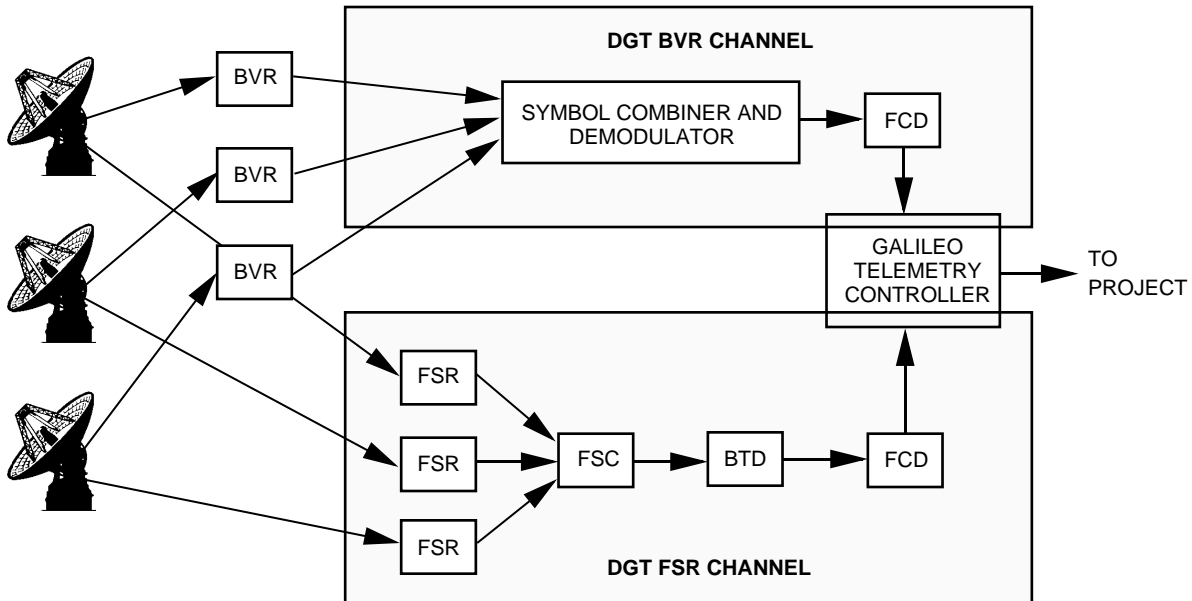 DGT BVR CHANNEL
BVR
SYMBOL COMBINER AND
DEMODULATOR
FCD
BVR
BVR
GALILEO
TELEMETRY
CONTROLLER
TO
PROJECT
FSR
FSR
FSC
BTD
FCD
FSR
DGT FSR CHANNEL